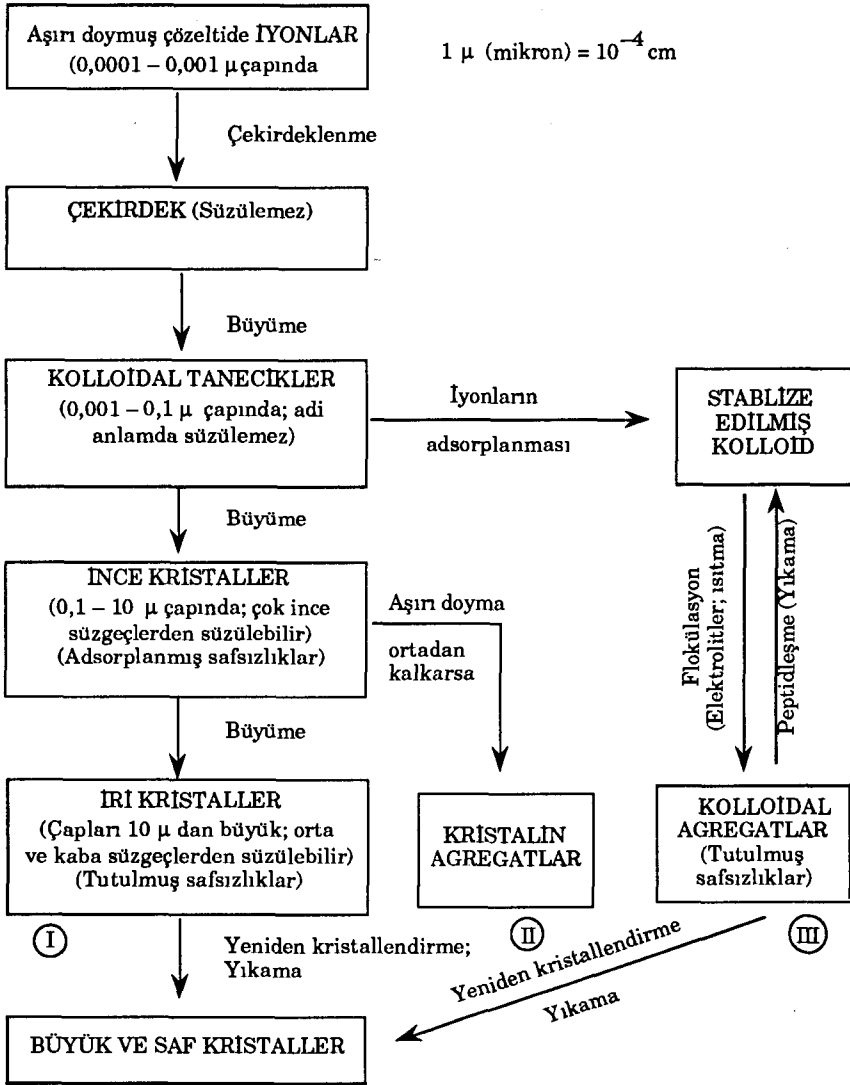 Aşırı doymuş çözeltide İYONLAR
(0,0001 – 0,001 µ çapında
1 µ (mikron) = 10⁻⁴ cm
Çekirdeklenme
ÇEKİRDEK (Süzülemez)
Büyüme
KOLLOİDAL TANECİKLER
(0,001 – 0,1 µ çapında; adi
anlamda süzülemez)
İyonların
adsorplanması
STABLİZE
EDİLMİŞ
KOLLOİD
Büyüme
İNCE KRİSTALLER
(0,1 – 10 µ çapında; çok ince
süzgeçlerden süzülebilir)
(Adsorplanmış safsızlıklar)
Aşırı doyma
ortadan
kalkarsa
Flokülasyon
(Elektrolitler; ısıtma)
Peptidleşme (Yıkama)
Büyüme
İRİ KRİSTALLER
(Çapları 10 µ dan büyük; orta
ve kaba süzgeçlerden süzülebilir)
(Tutulmuş safsızlıklar)
KRİSTALİN
AGREGATLAR
KOLLOİDAL
AGREGATLAR
(Tutulmuş
safsızlıklar)
I
II
III
Yeniden kristallendirme;
Yıkama
Yeniden kristallendirme
Yıkama
BÜYÜK VE SAF KRİSTALLER